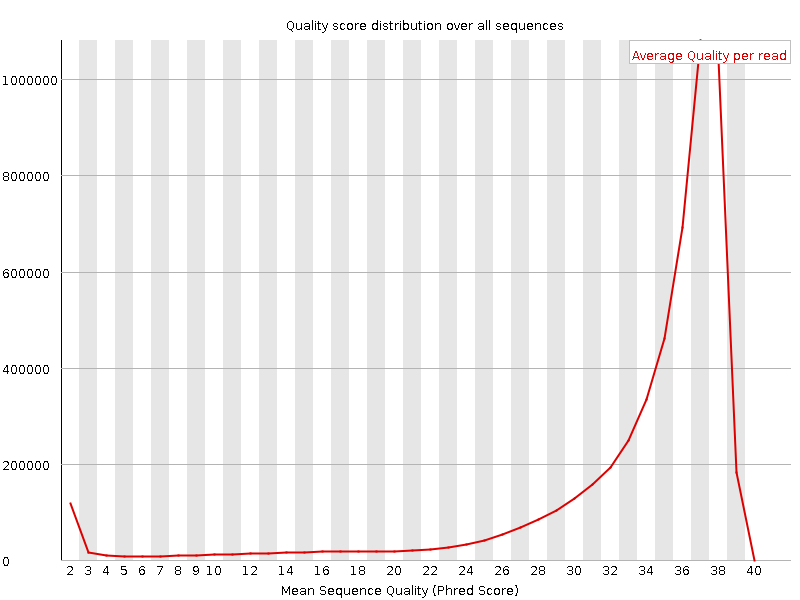 Quality score distribution over all sequences
Average Quality per read
1000000
800000
600000
400000
200000
0
2 3 4 5 6 7 8 9 10 12 14 16 18 20 22 24 26 28 30 32 34 36 38 40
Mean Sequence Quality (Phred Score)